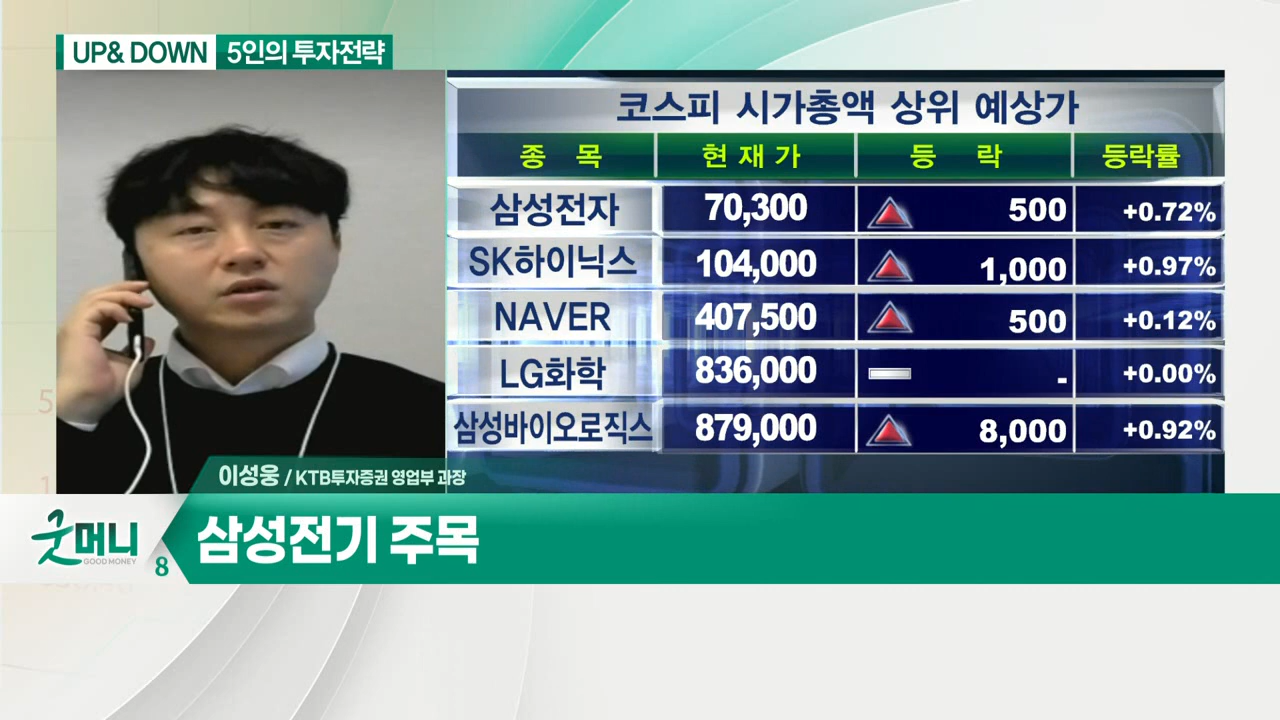 UP& DOWN 5인의 투자전략
코스피 시가총액 상위 예상가
종 목 현 재 가 등 락 등락률
삼성전자 70,300 500 +0.72%
SK하이닉스 104,000 1,000 +0.97%
NAVER 407,500 500 +0.12%
LG화학 836,000 - +0.00%
삼성바이오로직스 879,000 8,000 +0.92%
5
1
이성웅 / KTB투자증권 영업부 과장
굿머니
GOOD MONEY
8
삼성전기 주목